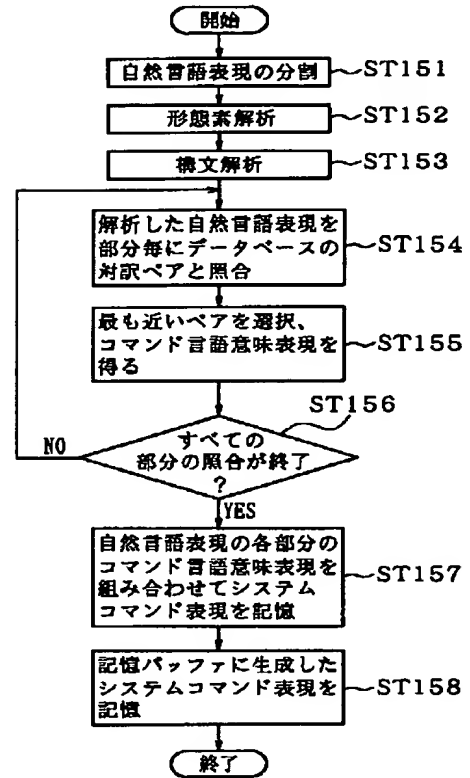 開始
自然言語表現の分割
ST151
形態素解析
ST152
構文解析
ST153
解析した自然言語表現を
部分毎にデータベースの
対訳ペアと照合
ST154
最も近いペアを選択、
コマンド言語意味表現を
得る
ST155
ST156
すべての
部分の照合が終了
?
NO
YES
自然言語表現の各部分の
コマンド言語意味表現を
組み合わせてシステム
コマンド表現を記憶
ST157
記憶バッファに生成した
システムコマンド表現を
記憶
ST158
終了